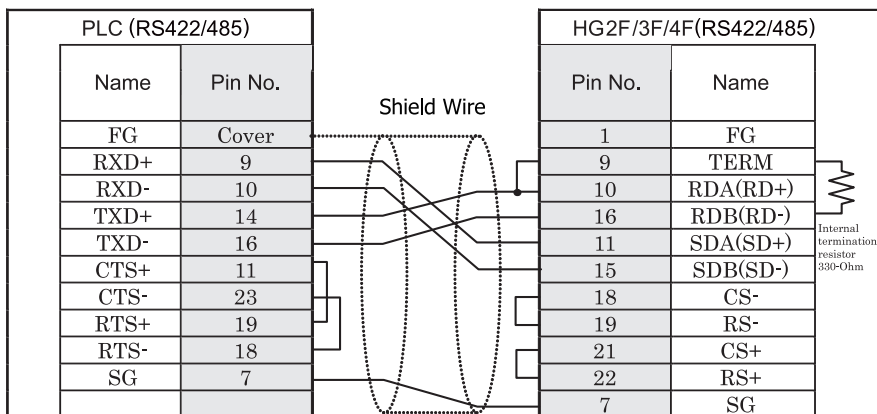 PLC (RS422/485)
HG2F/3F/4F(RS422/485)
Name Pin No.
Shield Wire
Pin No. Name
FG Cover
1 FG
RXD+ 9
9 TERM
RXD- 10
10 RDA(RD+)
TXD+ 14
16 RDB(RD-)
TXD- 16
11 SDA(SD+)
CTS+ 11
15 SDB(SD-)
CTS- 23
18 CS-
RTS+ 19
19 RS-
RTS- 18
21 CS+
SG 7
22 RS+
7 SG
Internal
termination
resistor
330-Ohm